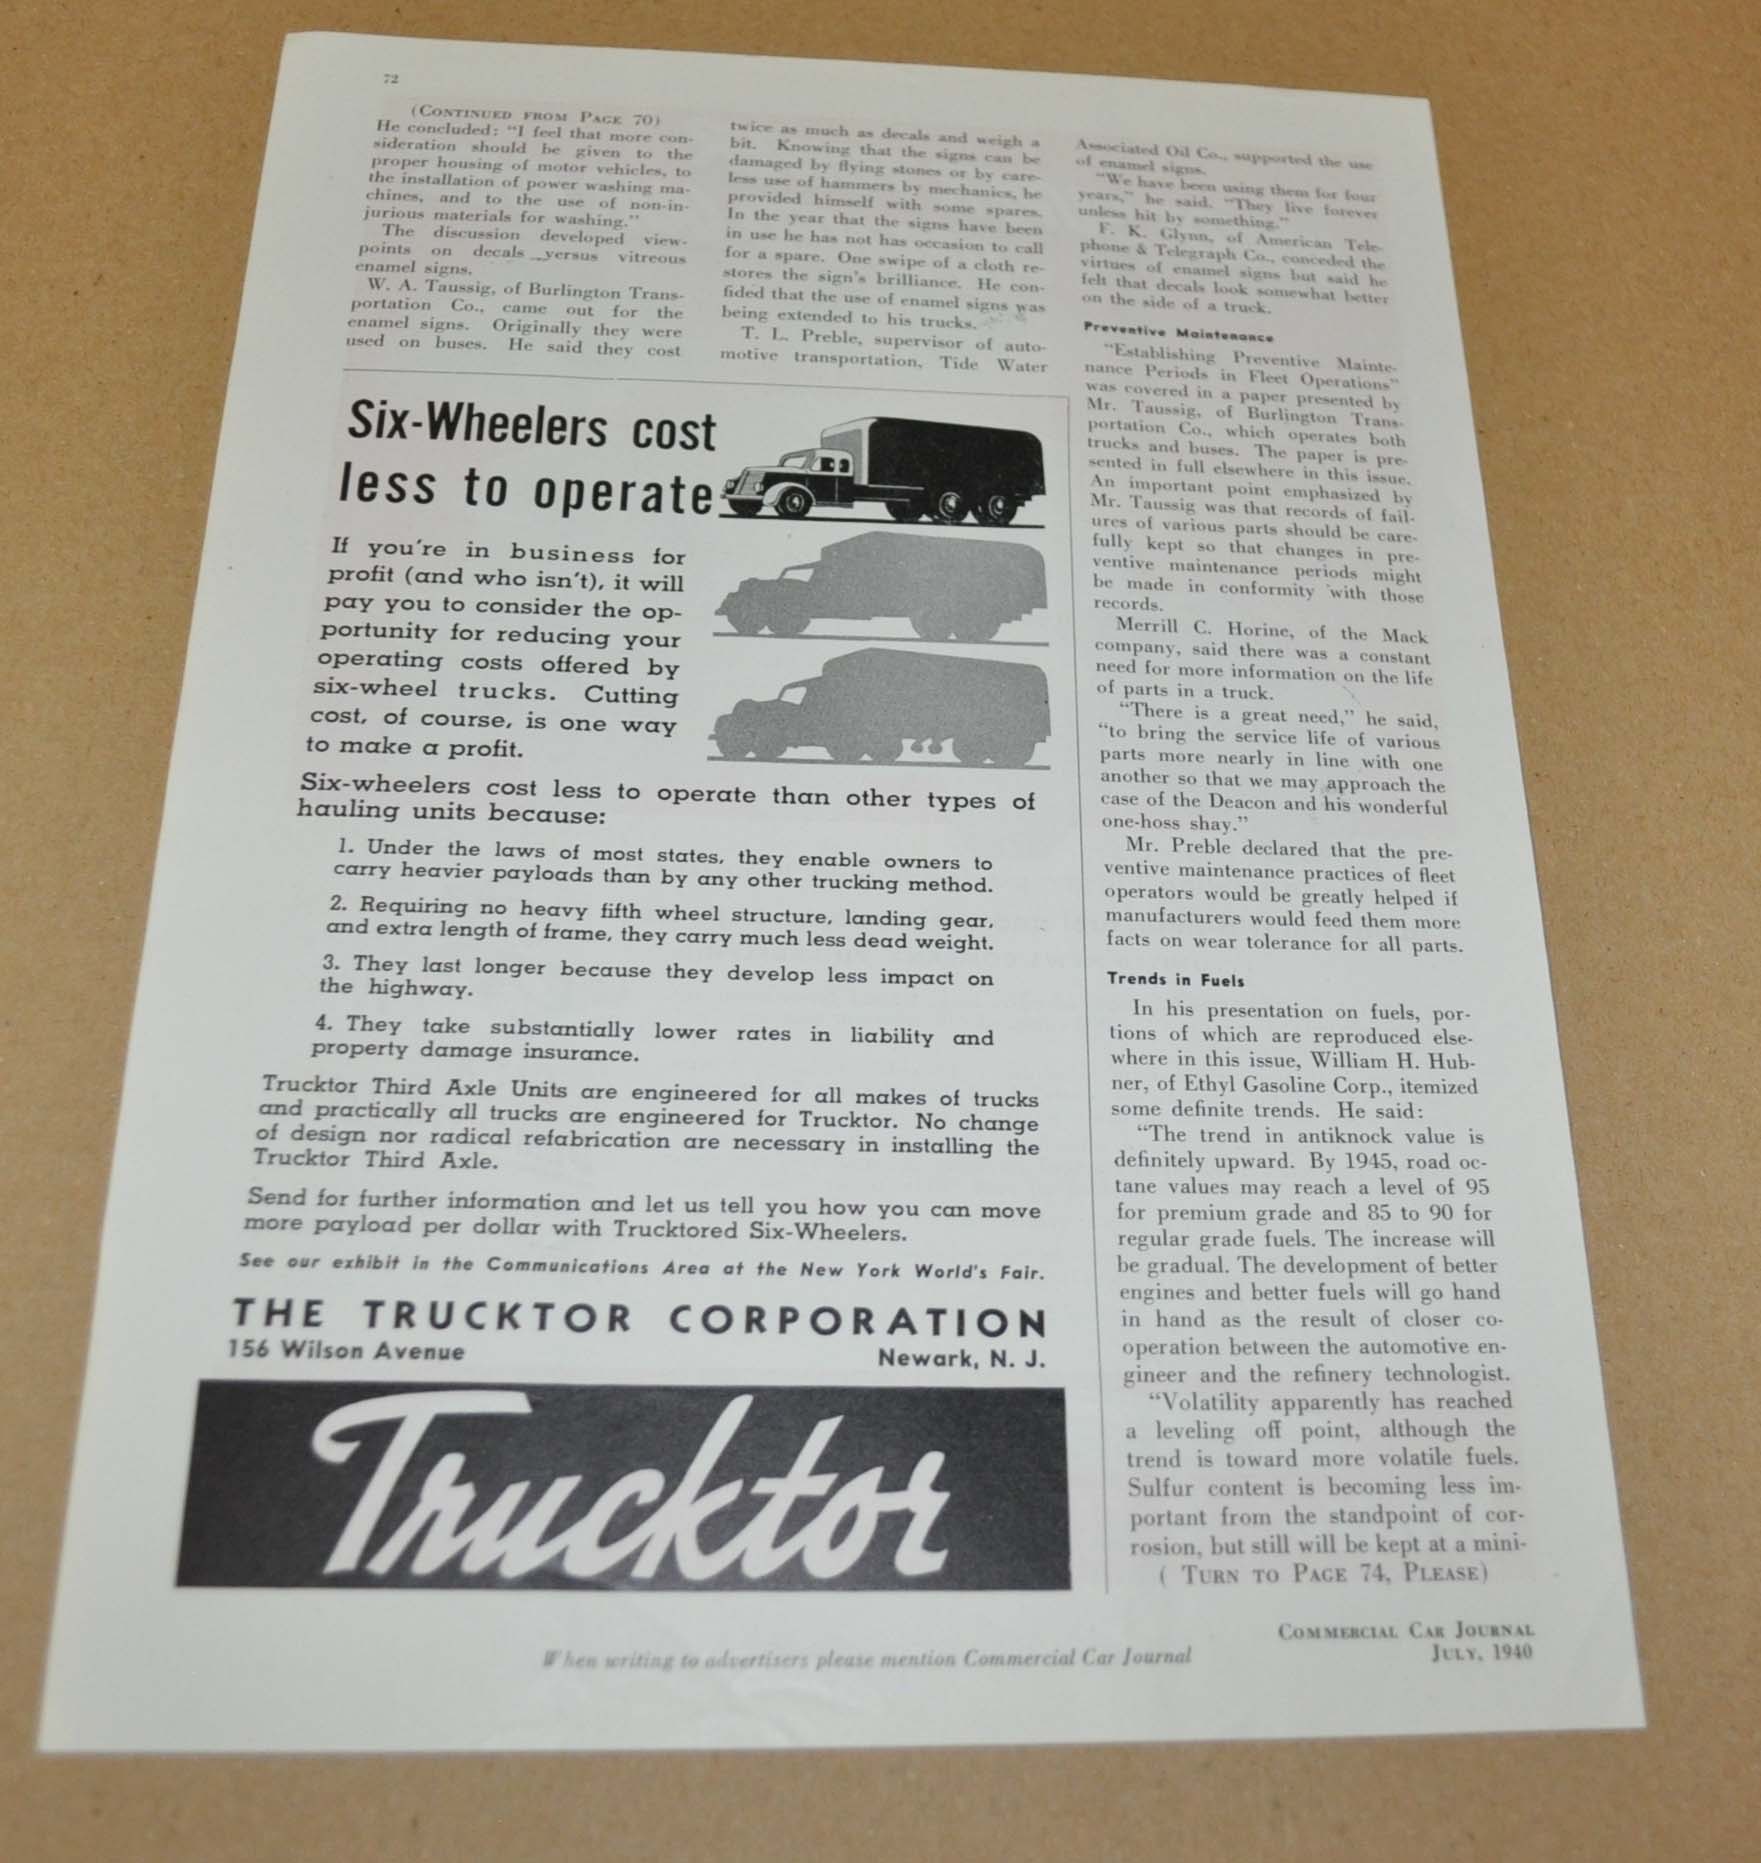 72
(CONTINUED FROM PAGE 70)
He concluded: "I feel that more con-
sideration should be given to the
proper housing of motor vehicles, to
the installation of power washing ma-
chines, and to the use of non-in-
jurious materials for washing."
The discussion developed view-
points on decals versus vitreous
enamel signs.
W. A. Taussig, of Burlington Trans-
portation Co., came out for the
enamel signs. Originally they were
used on buses. He said they cost
twice as much as decals and weigh a
bit. Knowing that the signs can be
damaged by flying stones or by care-
less use of hammers by mechanics, he
provided himself with some spares.
In the year that the signs have been
in use he has not has occasion to call
for a spare. One swipe of a cloth re-
stores the sign's brilliance. He con-
fided that the use of enamel signs was
being extended to his trucks.
T. L. Preble, supervisor of auto-
motive transportation, Tide Water
Associated Oil Co., supported the use
of enamel signs.
"We have been using them for four
years," he said. "They live forever
unless hit by something."
F. K. Glynn, of American Tele-
phone & Telegraph Co., conceded the
virtues of enamel signs but said he
felt that decals look somewhat better
on the side of a truck.
Preventive Maintenance
"Establishing Preventive Mainte-
nance Periods in Fleet Operations"
was covered in a paper presented by
Mr. Taussig, of Burlington Trans-
portation Co., which operates both
trucks and buses. The paper is pre-
sented in full elsewhere in this issue.
An important point emphasized by
Mr. Taussig was that records of fail-
ures of various parts should be care-
fully kept so that changes in pre-
ventive maintenance periods might
be made in conformity with those
records.
Merrill C. Horine, of the Mack
company, said there was a constant
need for more information on the life
of parts in a truck.
"There is a great need," he said,
"to bring the service life of various
parts more nearly in line with one
another so that we may approach the
case of the Deacon and his wonderful
one-hoss shay."
Mr. Preble declared that the pre-
ventive maintenance practices of fleet
operators would be greatly helped if
manufacturers would feed them more
facts on wear tolerance for all parts.
Trends in Fuels
In his presentation on fuels, por-
tions of which are reproduced else-
where in this issue, William H. Hub-
ner, of Ethyl Gasoline Corp., itemized
some definite trends. He said:
"The trend in antiknock value is
definitely upward. By 1945, road oc-
tane values may reach a level of 95
for premium grade and 85 to 90 for
regular grade fuels. The increase will
be gradual. The development of better
engines and better fuels will go hand
in hand as the result of closer co-
operation between the automotive en-
gineer and the refinery technologist.
"Volatility apparently has reached
a leveling off point, although the
trend is toward more volatile fuels.
Sulfur content is becoming less im-
portant from the standpoint of cor-
rosion, but still will be kept at a mini-
( TURN TO PAGE 74, PLEASE)
Six-Wheelers cost
less to operate
If you're in business for
profit (and who isn't), it will
pay you to consider the op-
portunity for reducing your
operating costs offered by
six-wheel trucks. Cutting
cost, of course, is one way
to make a profit.
Six-wheelers cost less to operate than other types of
hauling units because:
1. Under the laws of most states, they enable owners to
carry heavier payloads than by any other trucking method.
2. Requiring no heavy fifth wheel structure, landing gear,
and extra length of frame, they carry much less dead weight.
3. They last longer because they develop less impact on
the highway.
4. They take substantially lower rates in liability and
property damage insurance.
Trucktor Third Axle Units are engineered for all makes of trucks
and practically all trucks are engineered for Trucktor. No change
of design nor radical refabrication are necessary in installing the
Trucktor Third Axle.
Send for further information and let us tell you how you can move
more payload per dollar with Trucktored Six-Wheelers.
See our exhibit in the Communications Area at the New York World's Fair.
THE TRUCKTOR CORPORATION
156 Wilson Avenue Newark, N. J.
Trucktor
When writing to advertisers please mention Commercial Car Journal
COMMERCIAL CAR JOURNAL
JULY, 1940